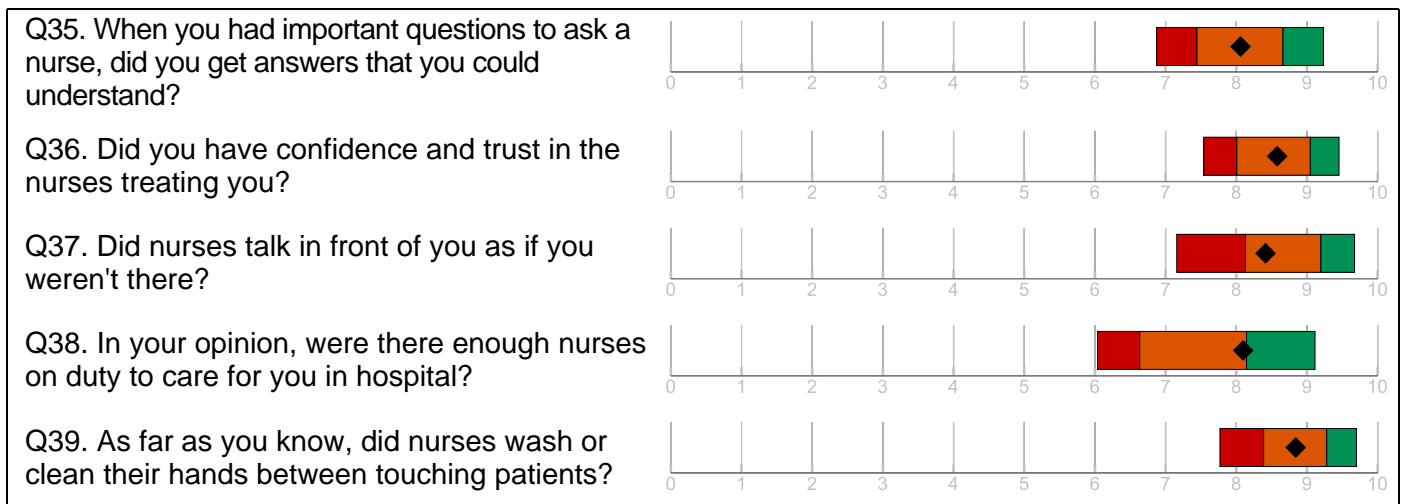 Q35. When you had important questions to ask a
nurse, did you get answers that you could
understand?
0 1 2 3 4 5 6 7 8 9 10
Q36. Did you have confidence and trust in the
nurses treating you?
0 1 2 3 4 5 6 7 8 9 10
Q37. Did nurses talk in front of you as if you
weren't there?
0 1 2 3 4 5 6 7 8 9 10
Q38. In your opinion, were there enough nurses
on duty to care for you in hospital?
0 1 2 3 4 5 6 7 8 9 10
Q39. As far as you know, did nurses wash or
clean their hands between touching patients?
0 1 2 3 4 5 6 7 8 9 10